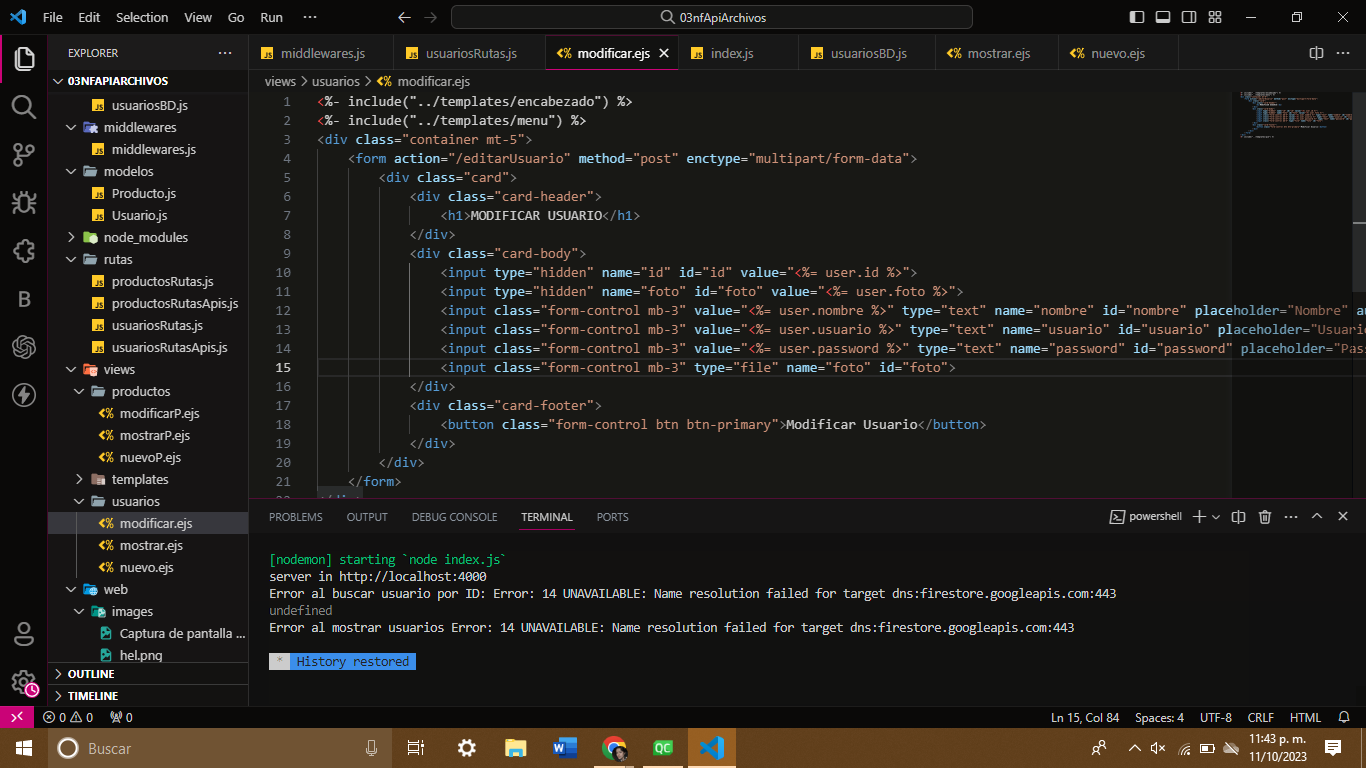 File Edit Selection View Go Run ··· 03nfApiArchivos
EXPLORER ···
03NFAPIARCHIVOS
usuariosBD.js
middlewares
middlewares.js
modelos
Producto.js
Usuario.js
node_modules
rutas
productosRutas.js
productosRutasApis.js
usuariosRutas.js
usuariosRutasApis.js
views
productos
modificarP.ejs
mostrarP.ejs
nuevoP.ejs
templates
usuarios
modificar.ejs
mostrar.ejs
nuevo.ejs
web
images
Captura de pantalla ...
hel.png
OUTLINE
TIMELINE
middlewares.js usuariosRutas.js modificar.ejs index.js usuariosBD.js mostrar.ejs nuevo.ejs
views > usuarios > modificar.ejs
1 <%- include("../templates/encabezado") %>
2 <%- include("../templates/menu") %>
3 <div class="container mt-5">
4 <form action="/editarUsuario" method="post" enctype="multipart/form-data">
5 <div class="card">
6 <div class="card-header">
7 <h1>MODIFICAR USUARIO</h1>
8 </div>
9 <div class="card-body">
10 <input type="hidden" name="id" id="id" value="<%= user.id %>">
11 <input type="hidden" name="foto" id="foto" value="<%= user.foto %>">
12 <input class="form-control mb-3" value="<%= user.nombre %>" type="text" name="nombre" id="nombre" placeholder="Nombre" au
13 <input class="form-control mb-3" value="<%= user.usuario %>" type="text" name="usuario" id="usuario" placeholder="Usuario
14 <input class="form-control mb-3" value="<%= user.password %>" type="text" name="password" id="password" placeholder="Pas
15 <input class="form-control mb-3" type="file" name="foto" id="foto">
16 </div>
17 <div class="card-footer">
18 <button class="form-control btn btn-primary">Modificar Usuario</button>
19 </div>
20 </div>
21 </form>
22 </div>
PROBLEMS OUTPUT DEBUG CONSOLE TERMINAL PORTS powershell
[nodemon] starting `node index.js`
server in http://localhost:4000
Error al buscar usuario por ID: Error: 14 UNAVAILABLE: Name resolution failed for target dns:firestore.googleapis.com:443
undefined
Error al mostrar usuarios Error: 14 UNAVAILABLE: Name resolution failed for target dns:firestore.googleapis.com:443
* History restored
0 0 0 Ln 15, Col 84 Spaces: 4 UTF-8 CRLF HTML
Buscar
QC
11:43 p. m.
11/10/2023